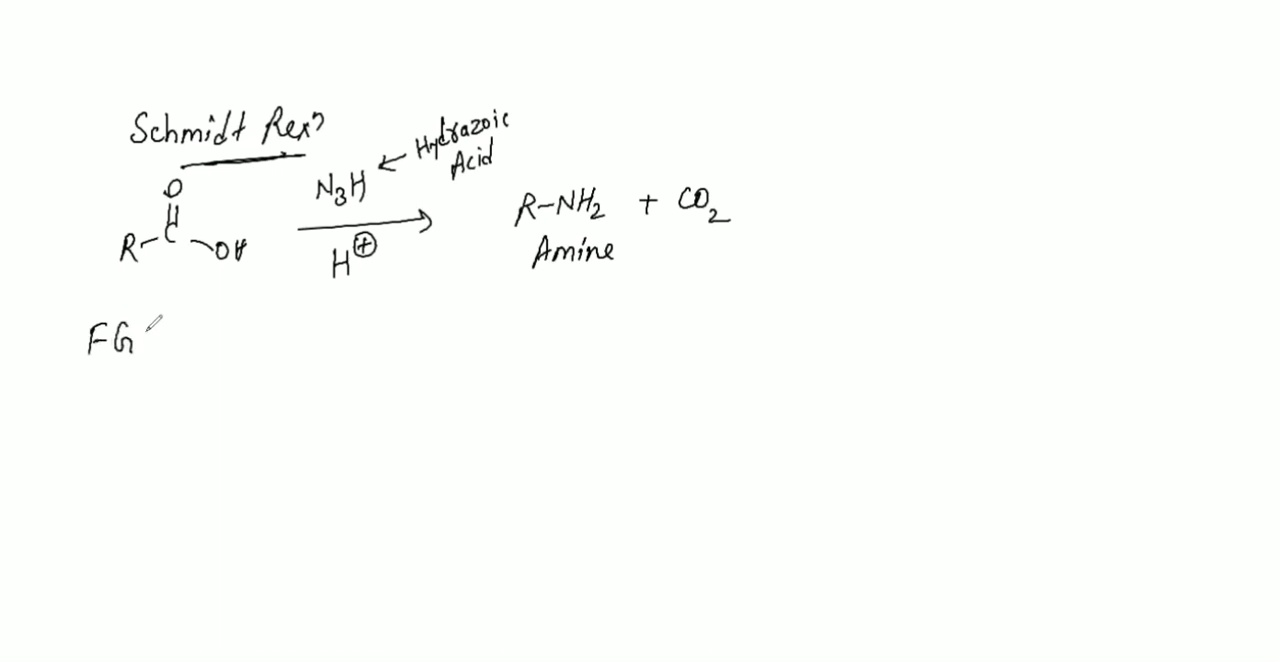 Schmidt Rexⁿ
N₃H ← Hydrazoic Acid
O
R-C-OH
H⊕
R-NH₂ + CO₂
Amine
FG